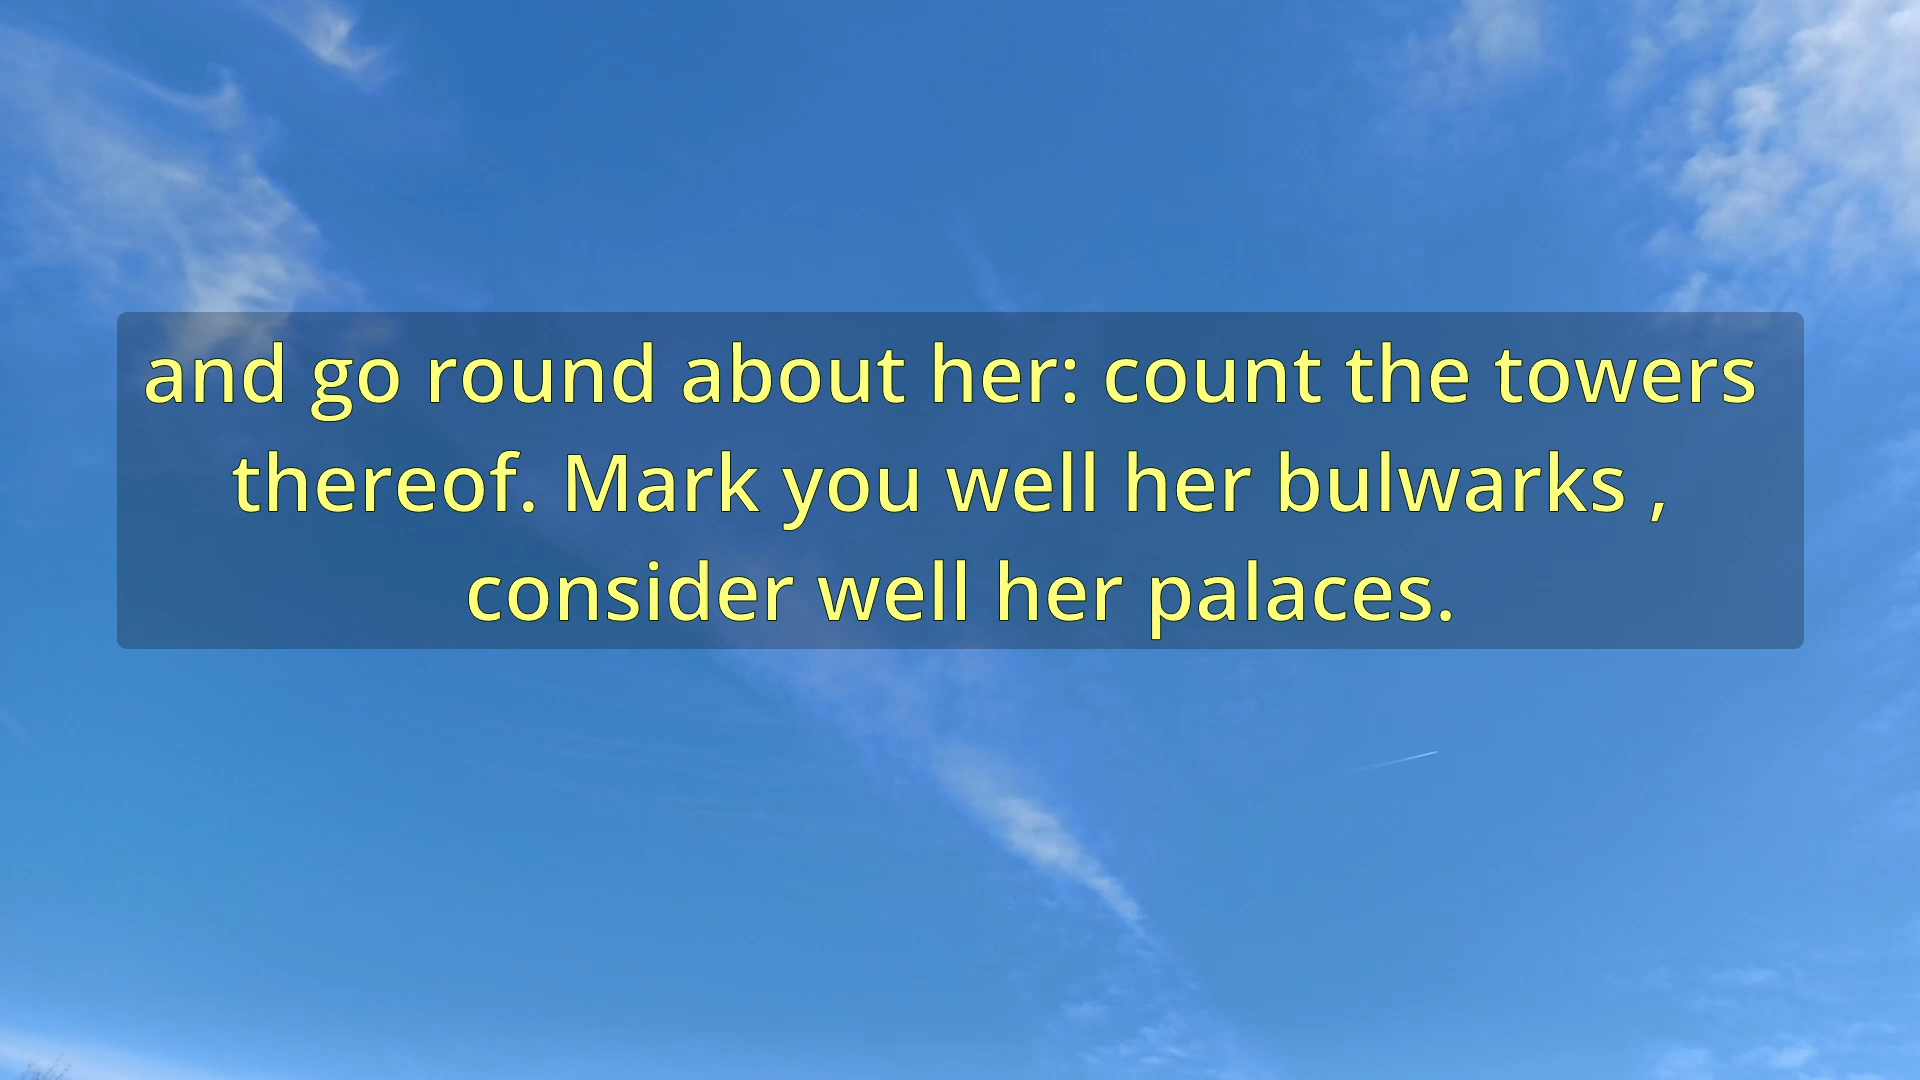 and go round about her: count the towers
thereof. Mark you well her bulwarks ,
consider well her palaces.